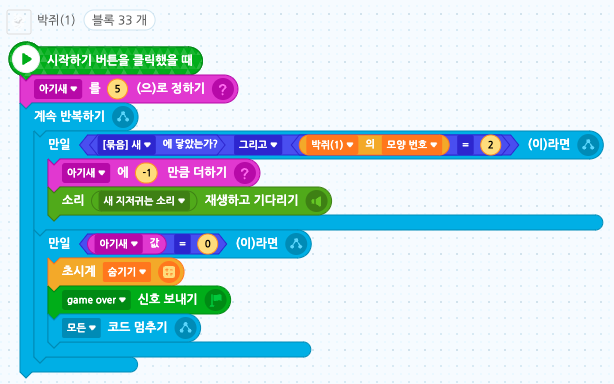 박쥐(1) 블록 33 개
시작하기 버튼을 클릭했을 때
아기새 를 5 (으)로 정하기 ?
계속 반복하기
만일 [묶음] 새 에 닿았는가? 그리고 박쥐(1) 의 모양 번호 = 2 (이)라면
아기새 에 -1 만큼 더하기 ?
소리 새 지저귀는 소리 재생하고 기다리기
만일 아기새 값 = 0 (이)라면
초시계 숨기기
game over 신호 보내기
모든 코드 멈추기